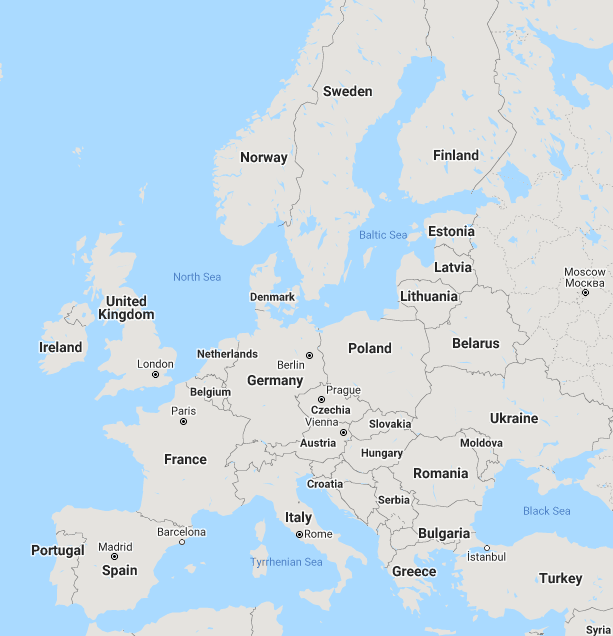 Sweden
Norway
Finland
Baltic Sea
Estonia
Latvia
North Sea
Moscow
Москва
Denmark
Lithuania
United
Kingdom
Ireland
Belarus
Poland
Netherlands
London
Berlin
Germany
Belgium
Prague
Czechia
Paris
Vienna
Slovakia
Ukraine
Austria
Moldova
Hungary
France
Romania
Croatia
Serbia
Black Sea
Italy
Rome
Barcelona
Bulgaria
Portugal
Madrid
Spain
İstanbul
Tyrrhenian Sea
Greece
Turkey
Syria